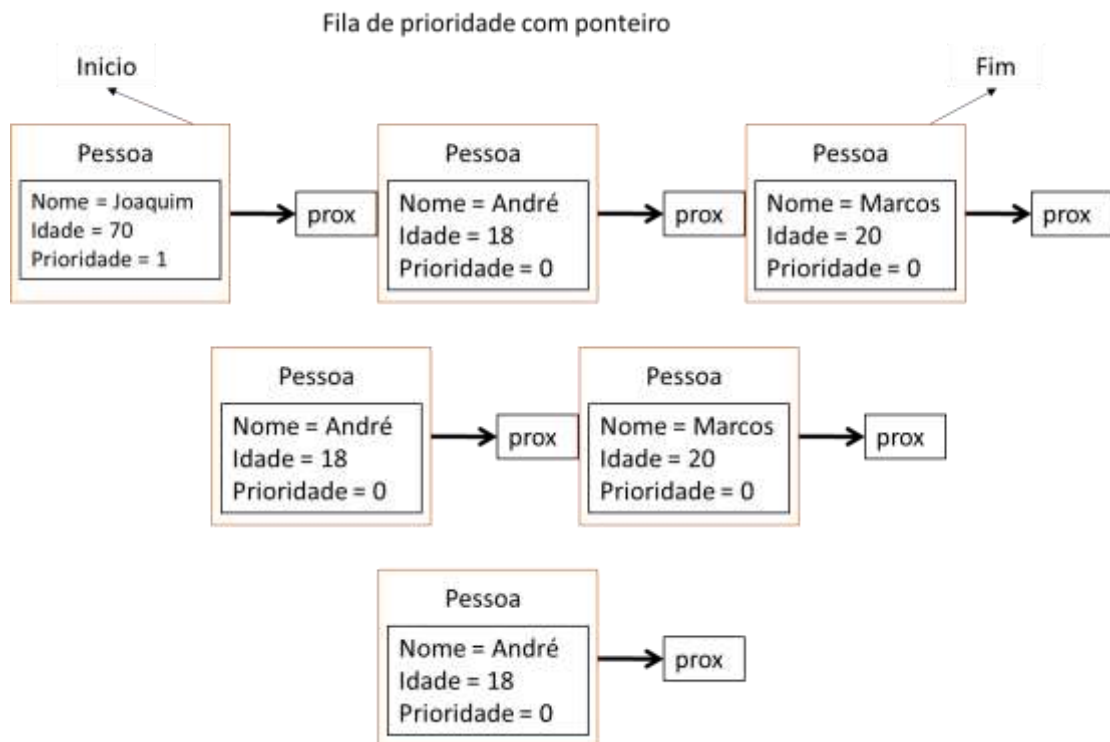 Fila de prioridade com ponteiro
Inicio
Fim
Pessoa
Nome = Joaquim
Idade = 70
Prioridade = 1
prox
Pessoa
Nome = André
Idade = 18
Prioridade = 0
prox
Pessoa
Nome = Marcos
Idade = 20
Prioridade = 0
prox
Pessoa
Nome = André
Idade = 18
Prioridade = 0
prox
Pessoa
Nome = Marcos
Idade = 20
Prioridade = 0
prox
Pessoa
Nome = André
Idade = 18
Prioridade = 0
prox